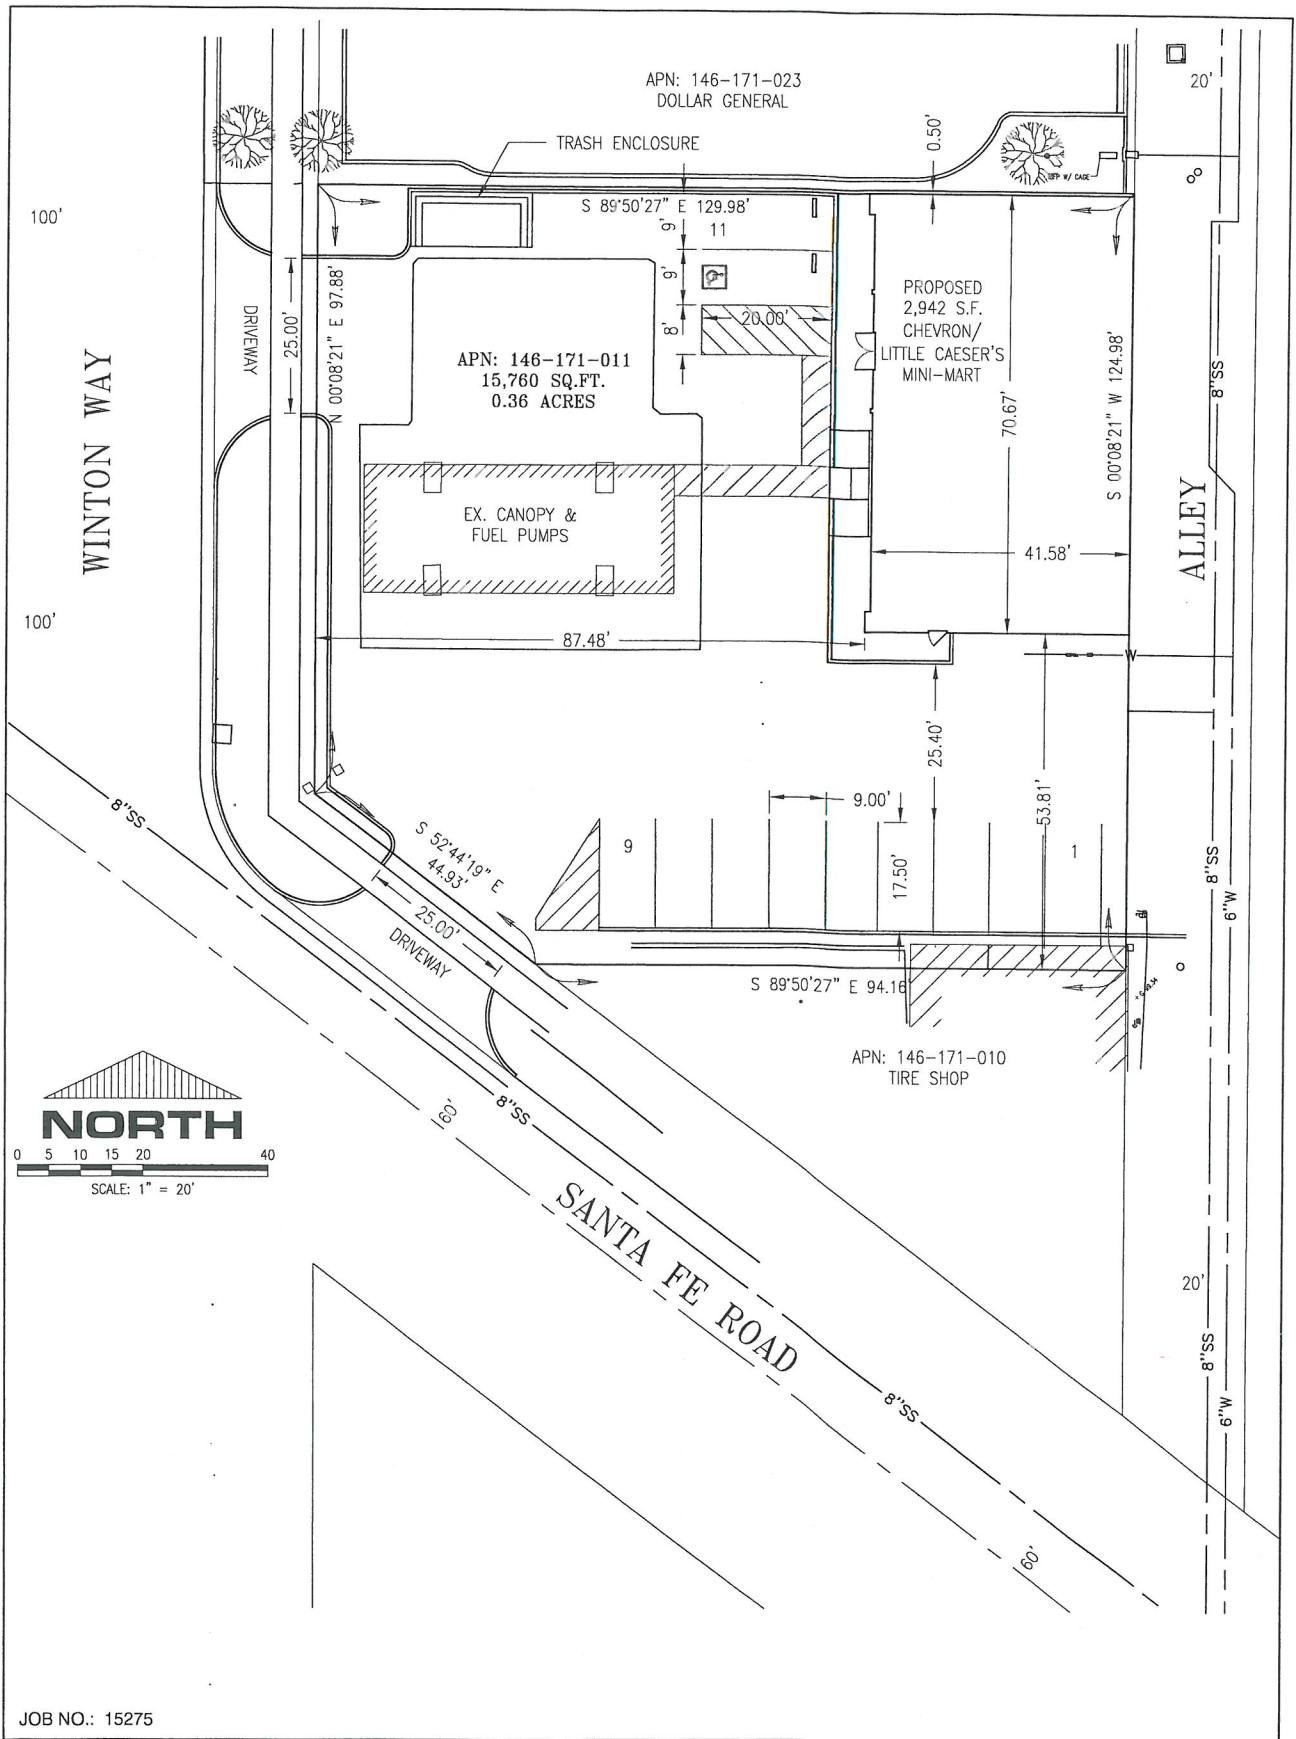 APN: 146-171-023
DOLLAR GENERAL
20'
TRASH ENCLOSURE
0.50'
W/ CAGE
100'
S 89°50'27" E 129.98'
9'
11
9'
8'
20.00'
DRIVEWAY
25.00'
N 00°08'21" E 97.88'
APN: 146-171-011
15,760 SQ.FT.
0.36 ACRES
PROPOSED
2,942 S.F.
CHEVRON/
LITTLE CAESER'S
MINI-MART
S 00°08'21" W 124.98'
8"SS
70.67'
WINTON WAY
EX. CANOPY &
FUEL PUMPS
41.58'
ALLEY
100'
87.48'
W
25.40'
53.81'
9.00'
8"SS
S 52°44'19" E
44.93'
9
17.50'
1
8"SS
6"W
25.00'
DRIVEWAY
S 89°50'27" E 94.16'
APN: 146-171-010
TIRE SHOP
NORTH
0 5 10 15 20 40
SCALE: 1" = 20'
60'
8"SS
SANTA FE ROAD
20'
8"SS
8"SS
6"W
60'
JOB NO.: 15275